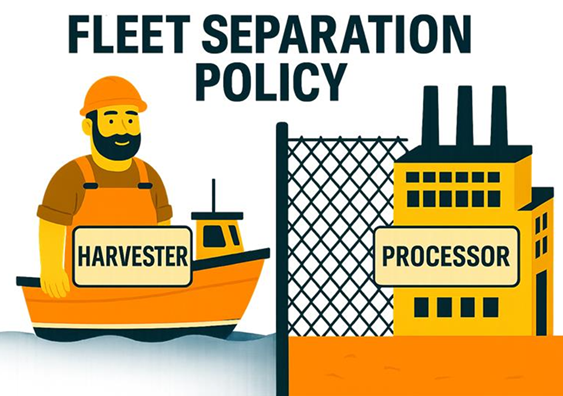 FLEET SEPARATION
POLICY
HARVESTER
PROCESSOR